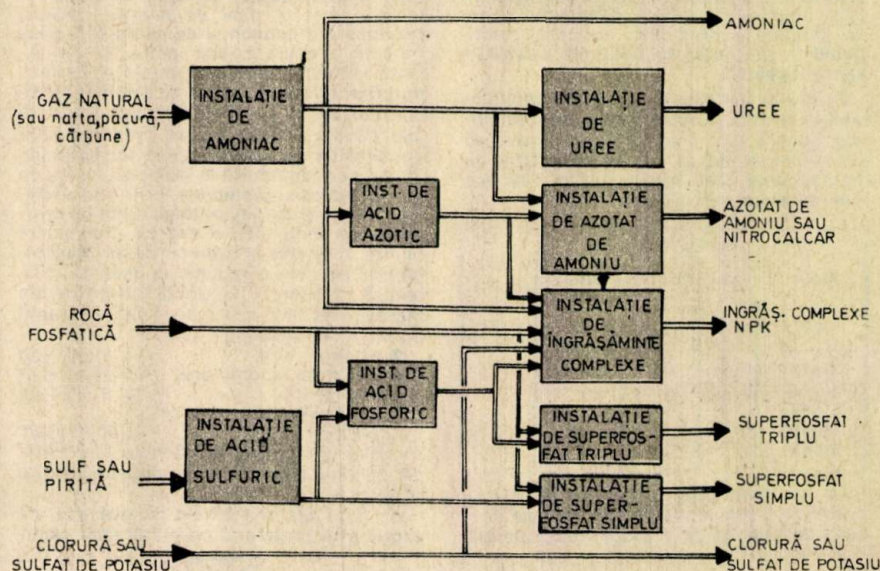 AMONIAC
GAZ NATURAL
(sau nafta, păcură,
cărbune)
INSTALATIE
DE
AMONIAC
INSTALAȚIE
DE
UREE
UREE
INST. DE
ACID
AZOTIC
INSTALAȚIE
DE AZOTAT
DE
AMONIU
AZOTAT DE
AMONIU SAU
NITROCALCAR
ROCĂ
FOSFATICĂ
INSTALAȚIE
DE
ÎNGRĂȘĂMINTE
COMPLEXE
INGRĂȘ. COMPLEXE
NPK
INST. DE
ACID
FOSFORIC
INSTALAȚIE
DE ACID
SULFURIC
SULF SAU
PIRITĂ
INSTALAȚIE
DE SUPERFOS-
FAT TRIPLU
SUPERFOSFAT
TRIPLU
INSTALAȚIE
DE SUPER-
FOSFAT SIMPLU
SUPERFOSFAT
SIMPLU
CLORURĂ SAU
SULFAT DE POTASIU
CLORURĂ SAU
SULFAT DE POTASIU